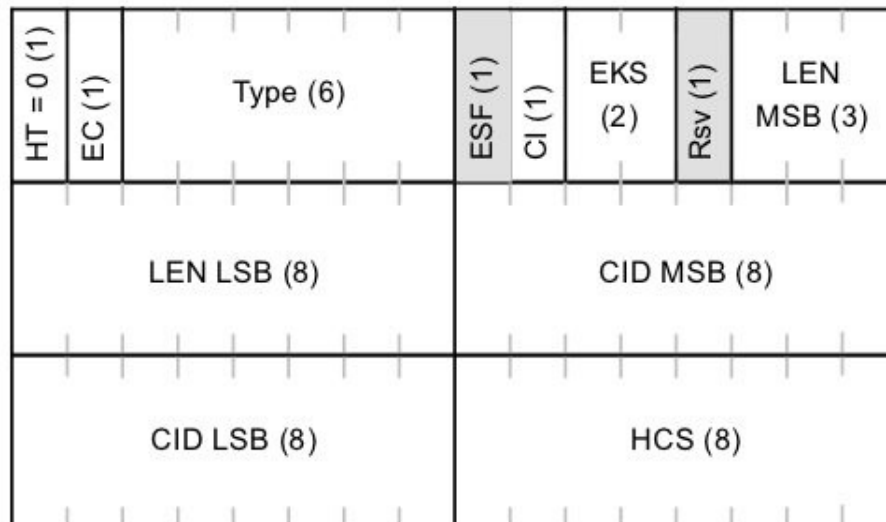 HT = 0 (1)
EC (1)
Type (6)
ESF (1)
CI (1)
EKS
(2)
Rsv (1)
LEN
MSB (3)
LEN LSB (8)
CID MSB (8)
CID LSB (8)
HCS (8)